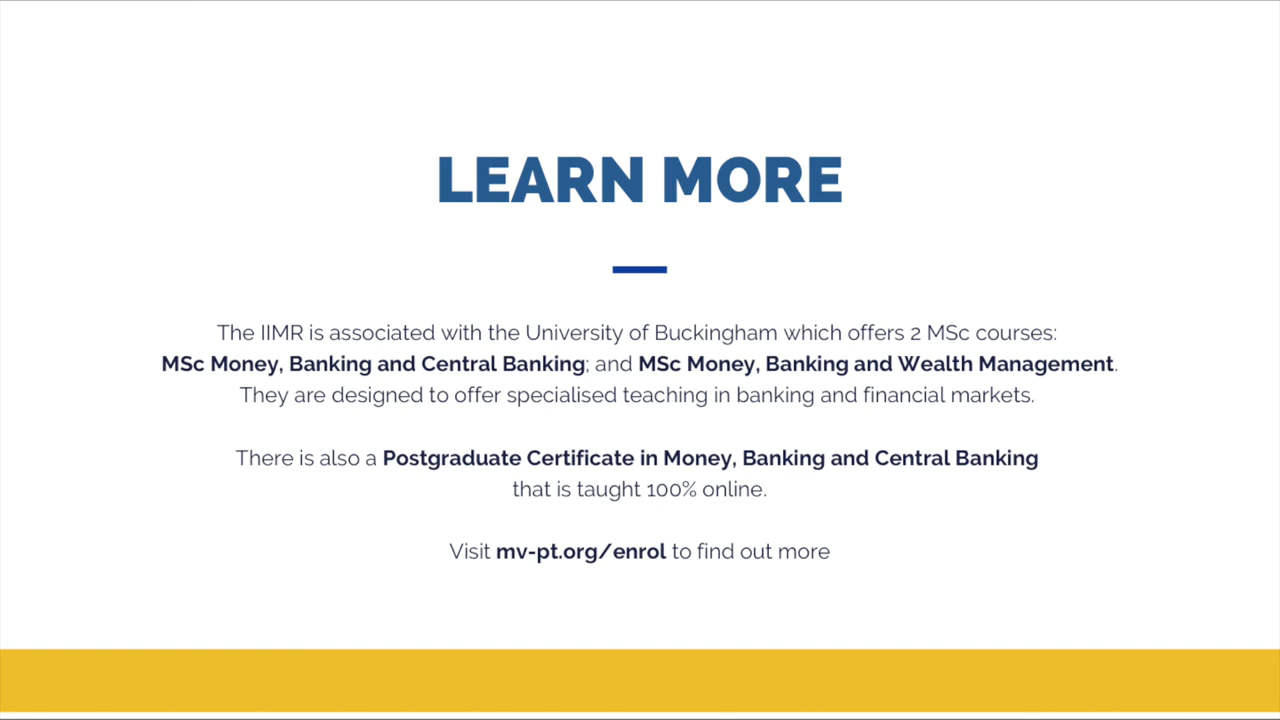 LEARN MORE
The IIMR is associated with the University of Buckingham which offers 2 MSc courses:
MSc Money, Banking and Central Banking; and MSc Money, Banking and Wealth Management.
They are designed to offer specialised teaching in banking and financial markets.
There is also a Postgraduate Certificate in Money, Banking and Central Banking
that is taught 100% online.
Visit mv-pt.org/enrol to find out more